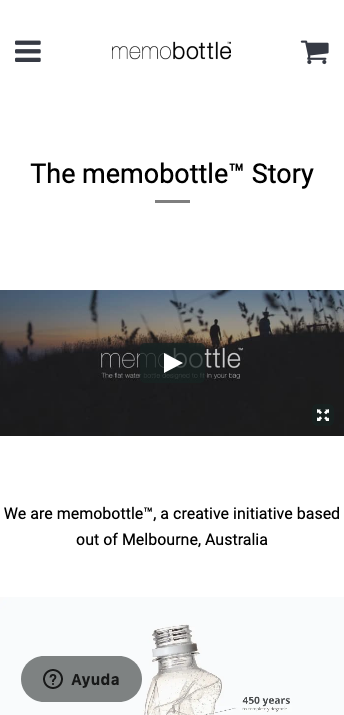 memobottle™
The memobottle™ Story
memobottle™
The flat water bottle designed to fit in your bag
We are memobottle™, a creative initiative based
out of Melbourne, Australia
450 years
Ayuda